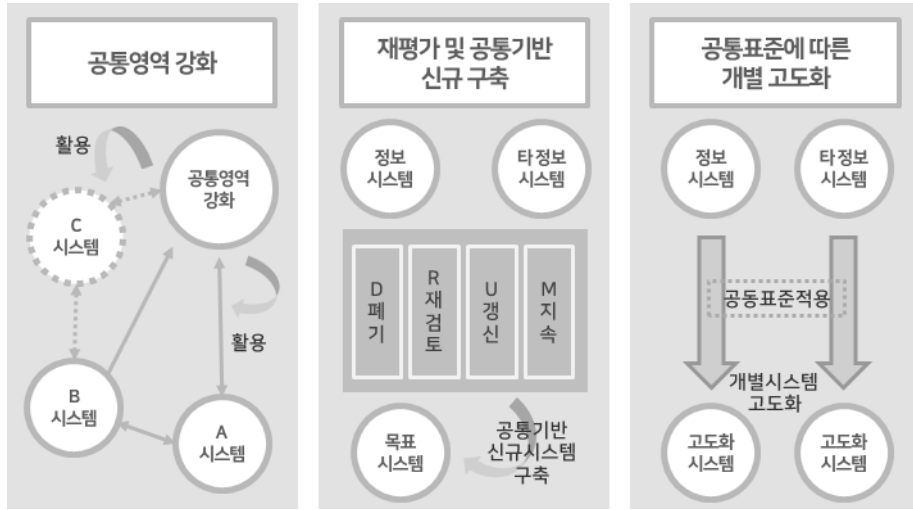 공통영역 강화
활용
공통영역
강화
C
시스템
활용
B
시스템
A
시스템
재평가 및 공통기반
신규 구축
정보
시스템
타 정보
시스템
D
폐
기
R
재
검
토
U
갱
신
M
지
속
목표
시스템
공통기반
신규시스템
구축
공통표준에 따른
개별 고도화
정보
시스템
타 정보
시스템
공동표준적용
개별시스템
고도화
고도화
시스템
고도화
시스템